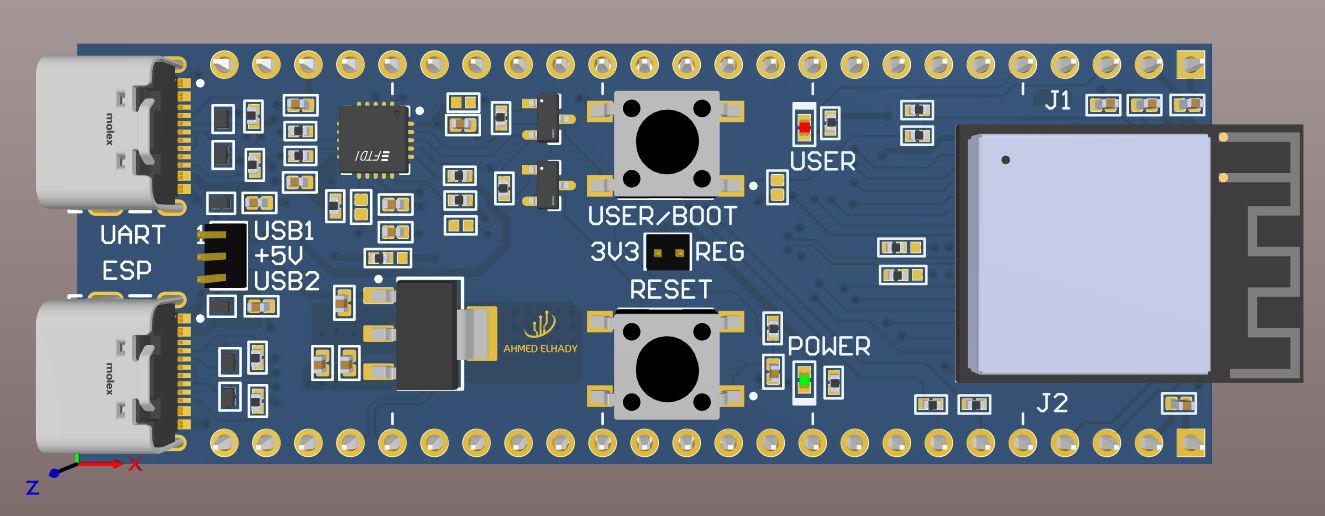 J1
molex
FTDI
USER
USER/BOOT
UART
1
USB1
+5V
USB2
3V3
REG
ESP
RESET
AHMED ELHADY
POWER
molex
J2
X
Z